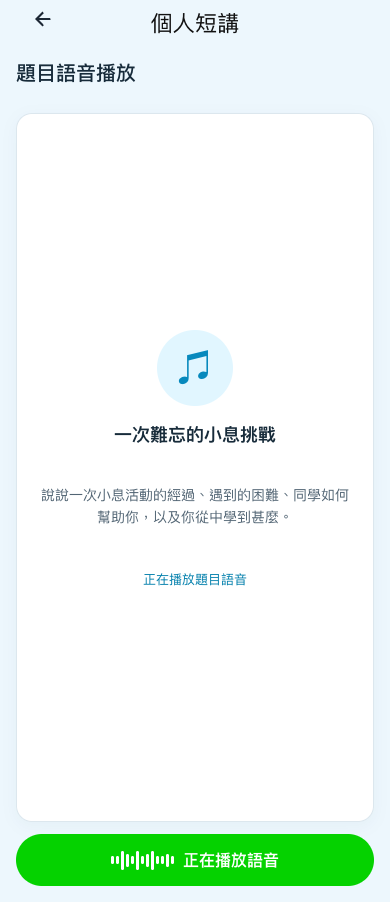 個人短講
題目語音播放
一次難忘的小息挑戰
說說一次小息活動的經過、遇到的困難、同學如何
幫助你，以及你從中學到甚麼。
正在播放題目語音
正在播放語音